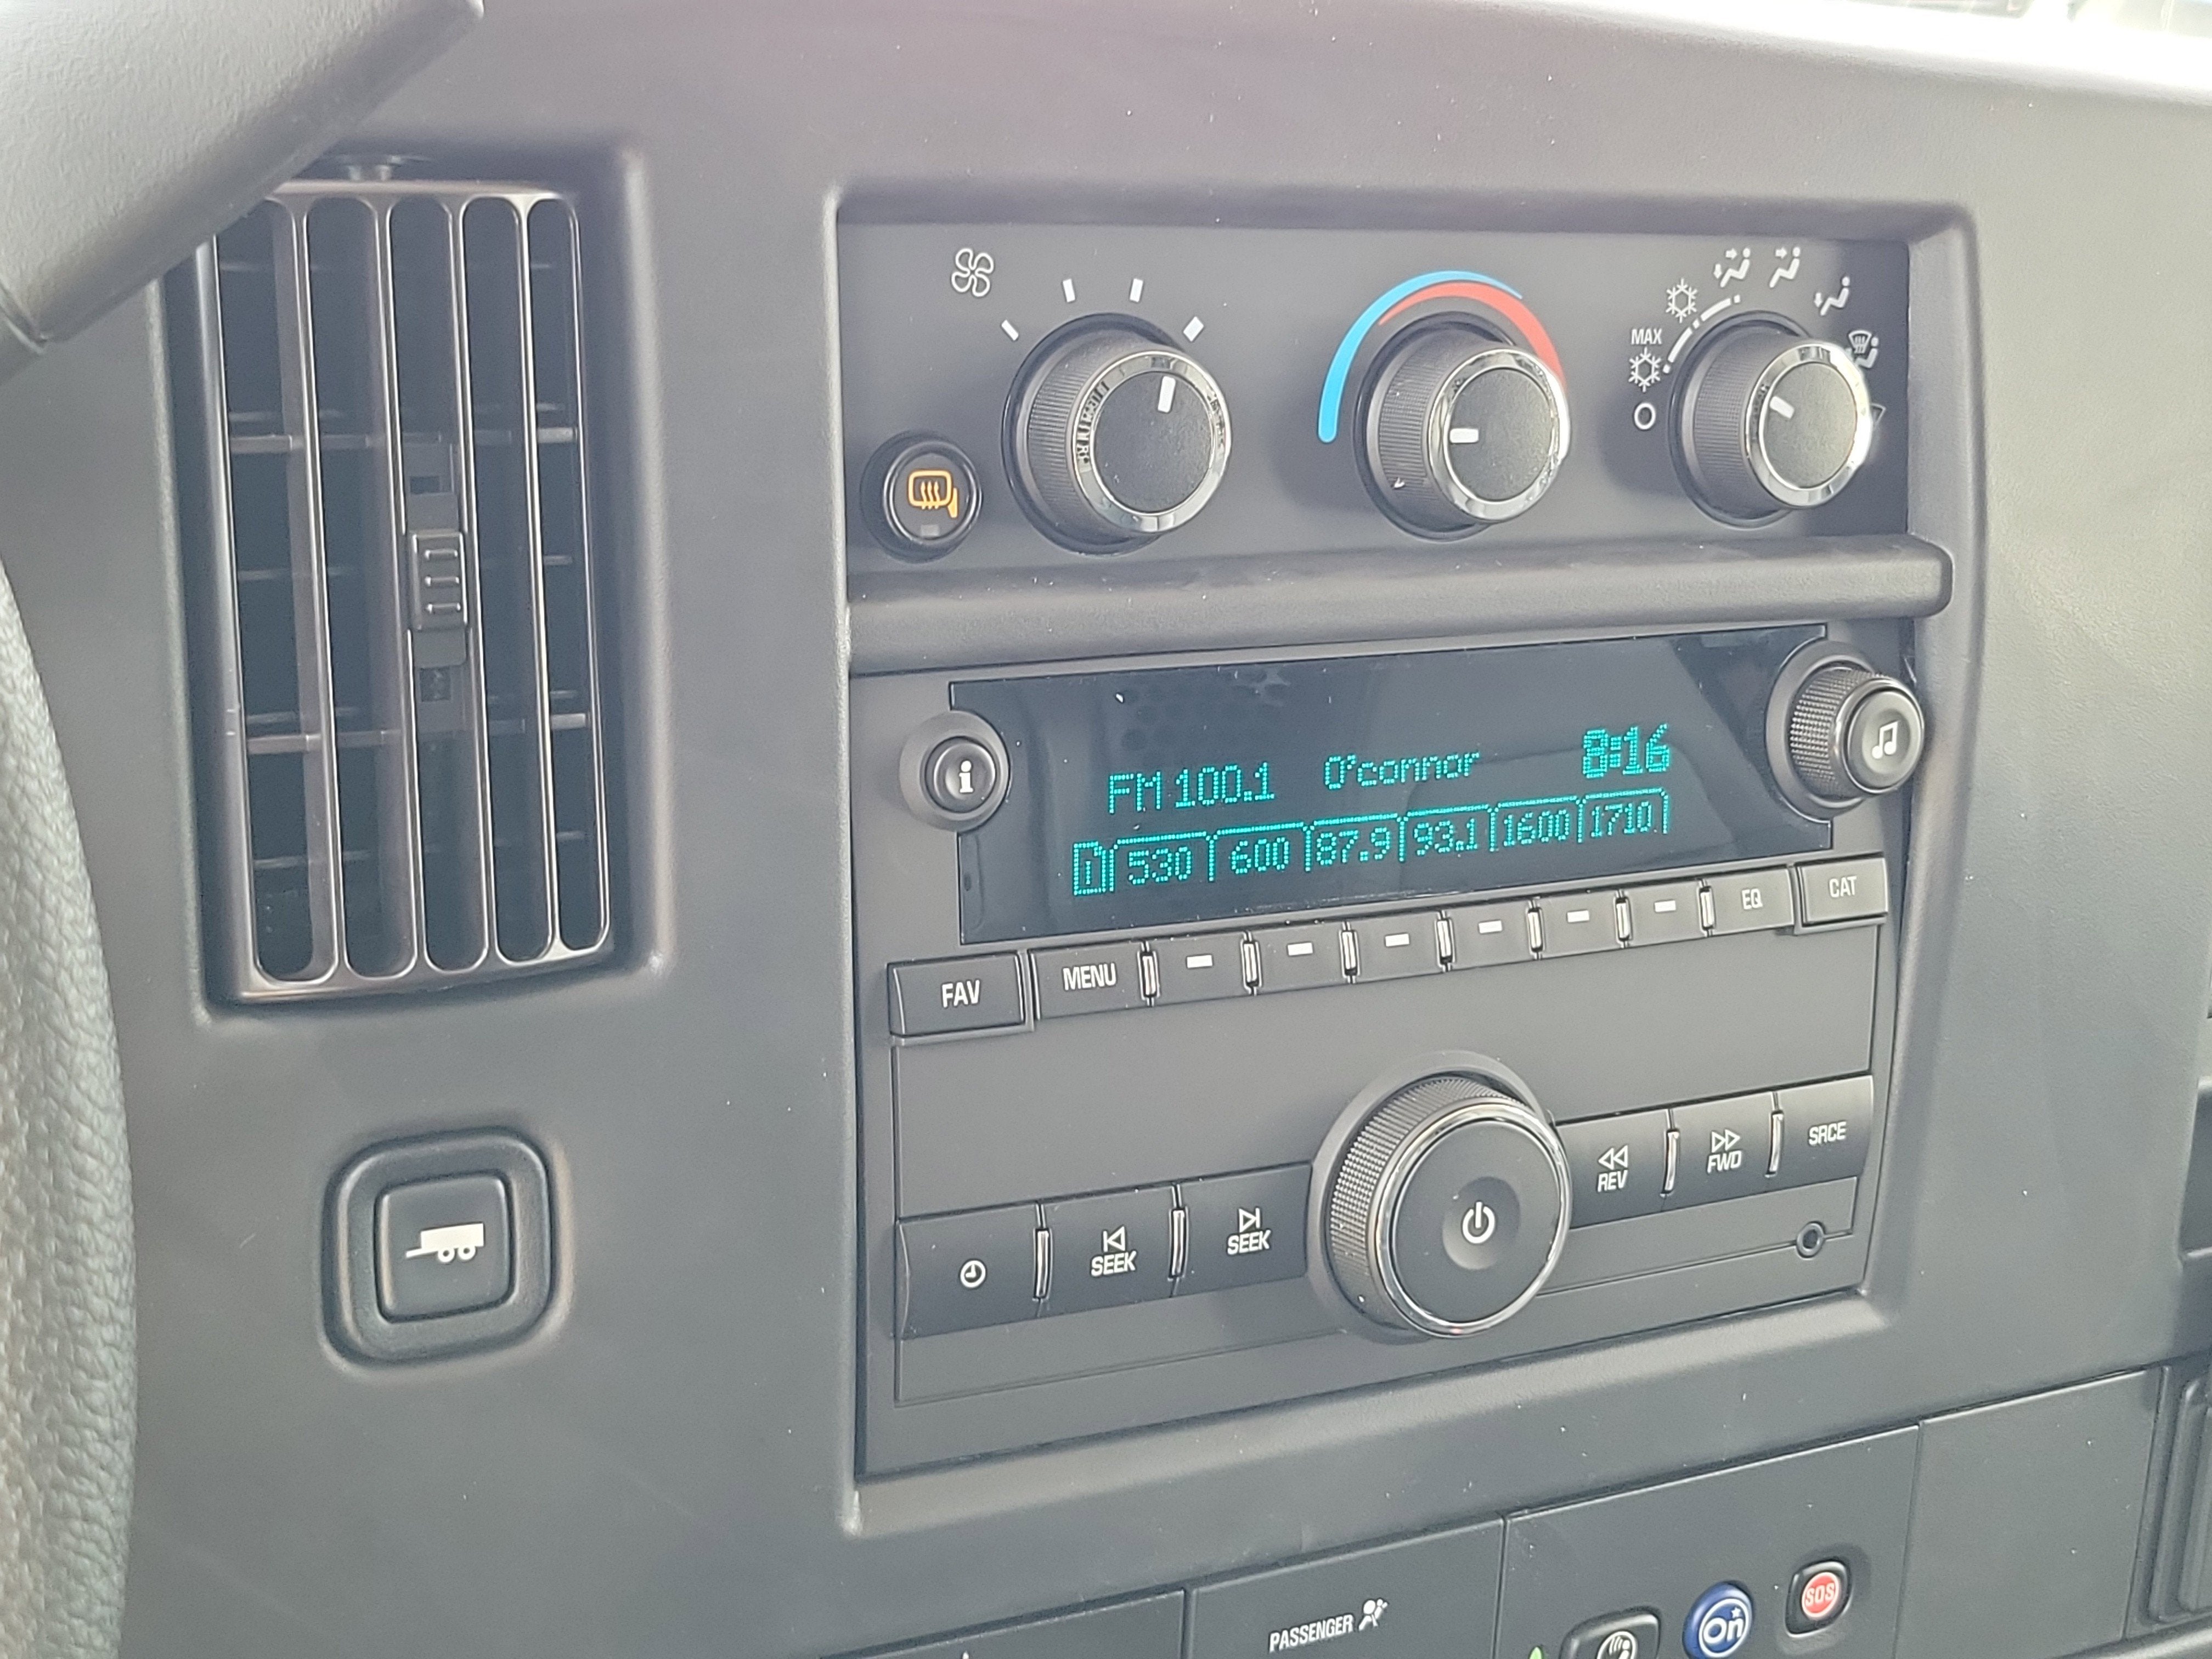 MAX
FM 100.1 O'connor 8:16
1 530 600 87.9 93.1 1600 1710
i
FAV MENU EQ CAT
SEEK SEEK REV FWD SRCE
PASSENGER
On
SOS